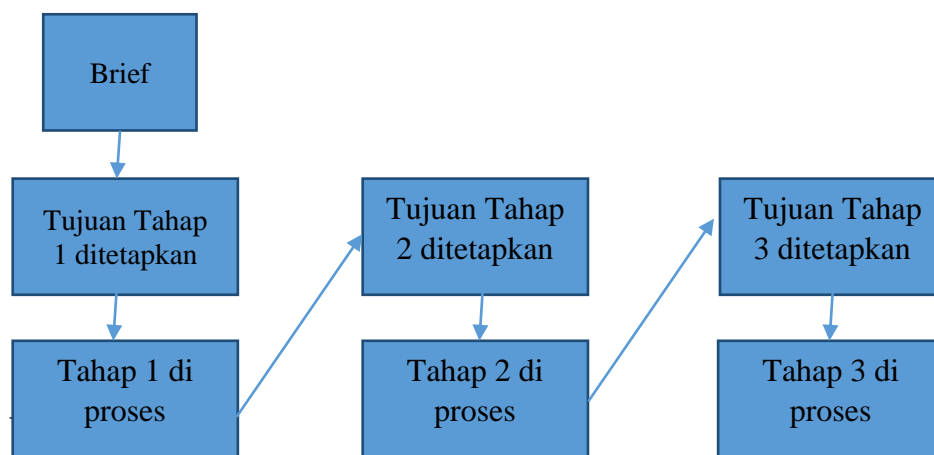 Brief
Tujuan Tahap
1 ditetapkan
Tahap 1 di
proses
Tujuan Tahap
2 ditetapkan
Tahap 2 di
proses
Tujuan Tahap
3 ditetapkan
Tahap 3 di
proses